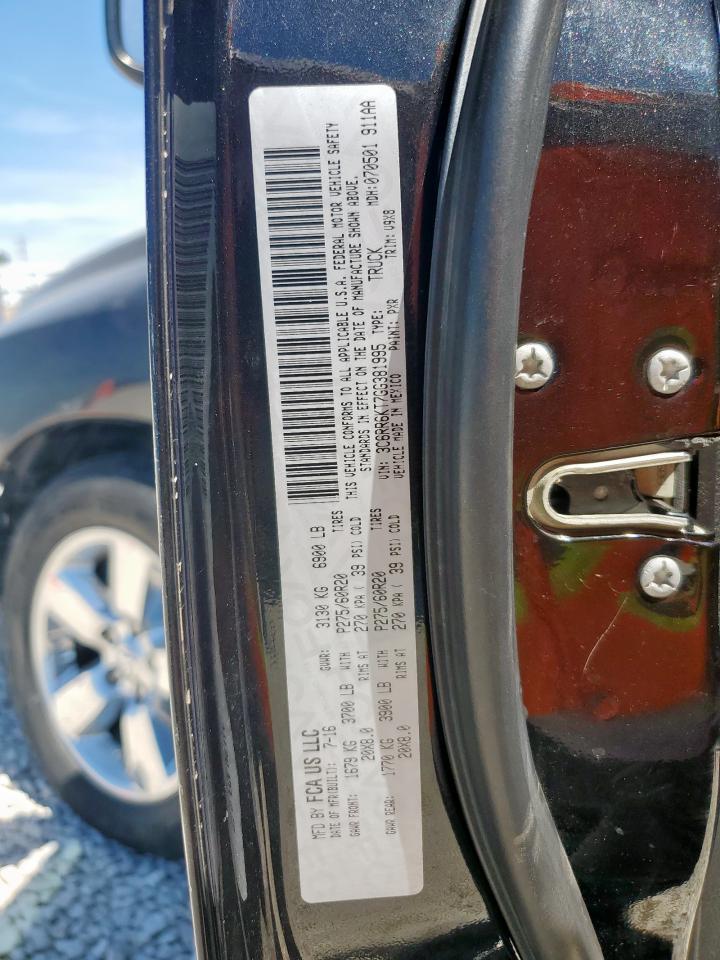 MFD BY FCA US LLC
DATE OF MFR(BUILT): 7-16 GVWR: 3130 KG 6900 LB
GAWR FRONT: 1679 KG 3700 LB WITH P275/60R20 TIRES
20X8.0 RIMS AT 270 KPA ( 39 PSI) COLD
GAWR REAR: 1770 KG 3900 LB WITH P275/60R20 TIRES
20X8.0 RIMS AT 270 KPA ( 39 PSI) COLD
THIS VEHICLE CONFORMS TO ALL APPLICABLE U.S.A. FEDERAL MOTOR VEHICLE SAFETY
STANDARDS IN EFFECT ON THE DATE OF MANUFACTURE SHOWN ABOVE.
VIN: 3C6RR6KT7GG381995 TYPE: TRUCK MDH:070501 911AA
VEHICLE MADE IN MEXICO PAINT: PXR TRIM: V9X8